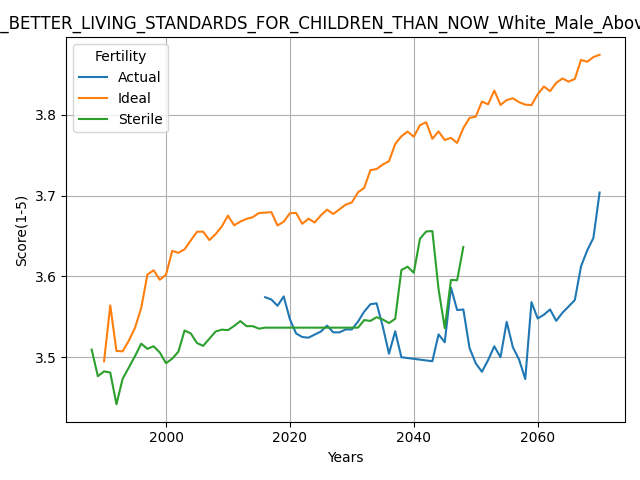 _BETTER_LIVING_STANDARDS_FOR_CHILDREN_THAN_NOW_White_Male_Abov
Fertility
Actual
Ideal
Sterile
3.8
3.7
3.6
3.5
Score(1-5)
2000
2020
2040
2060
Years